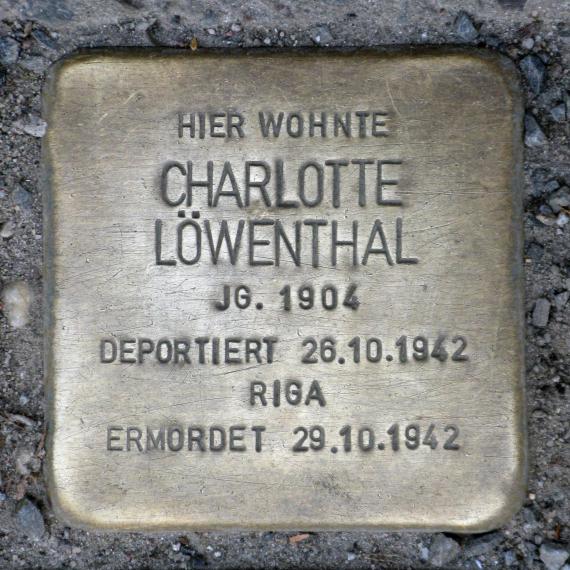 HIER WOHNTE
CHARLOTTE
LÖWENTHAL
JG. 1904
DEPORTIERT 26.10.1942
RIGA
ERMORDET 29.10.1942